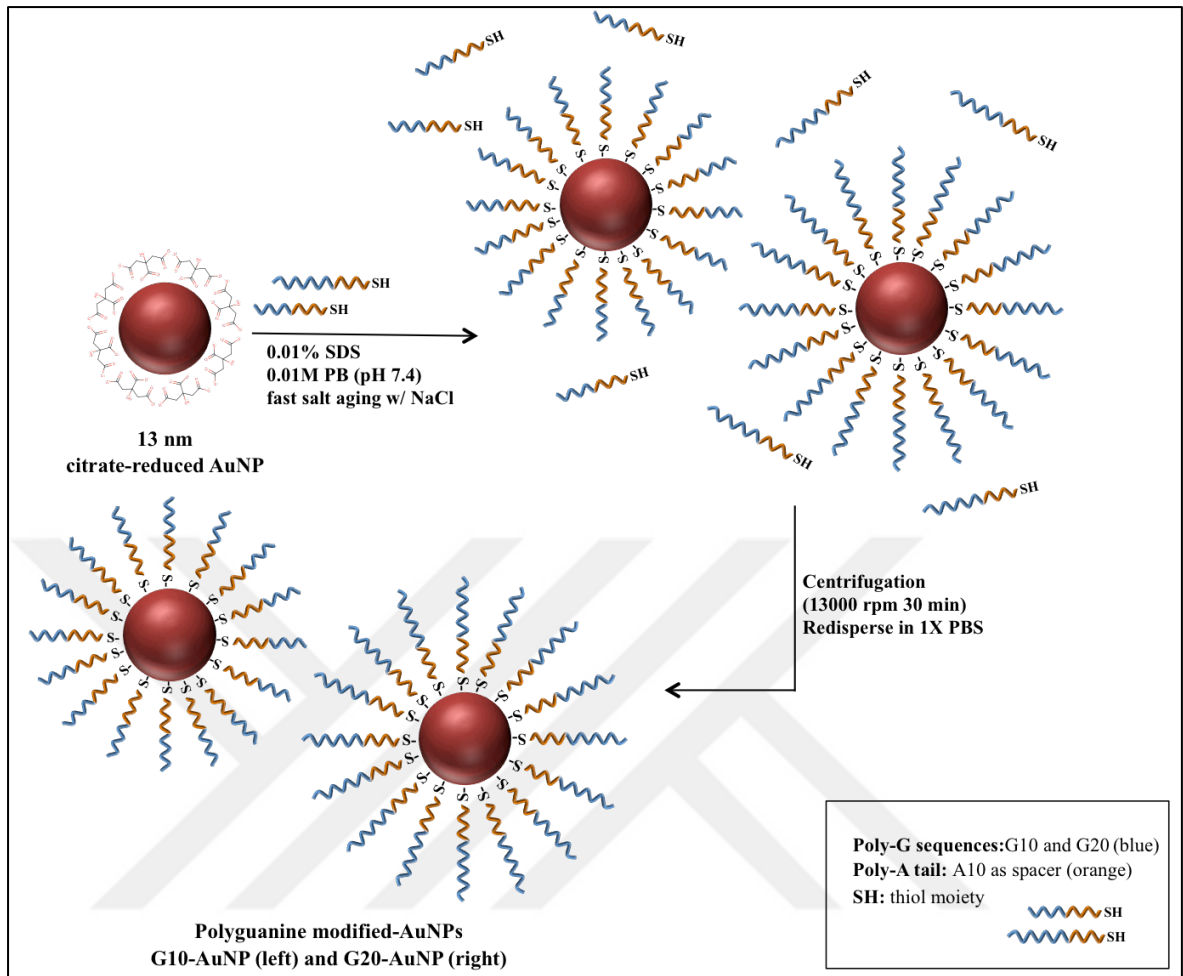 SH
SH
SH
SH
SH
SH
SH
0.01% SDS
0.01M PB (pH 7.4)
fast salt aging w/ NaCl
13 nm
citrate-reduced AuNP
SH
SH
SH
Centrifugation
(13000 rpm 30 min)
Redisperse in 1X PBS
Poly-G sequences:G10 and G20 (blue)
Poly-A tail: A10 as spacer (orange)
SH: thiol moiety
SH
SH
Polyguanine modified-AuNPs
G10-AuNP (left) and G20-AuNP (right)